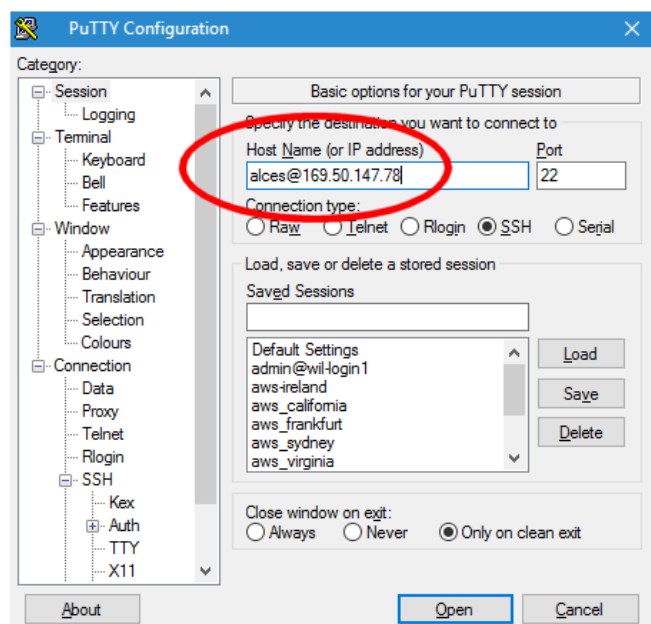 PuTTY Configuration
Category:
Session
Logging
Terminal
Keyboard
Bell
Features
Window
Appearance
Behaviour
Translation
Selection
Colours
Connection
Data
Proxy
Telnet
Rlogin
SSH
Kex
Auth
TTY
X11
Basic options for your PuTTY session
Specify the destination you want to connect to
Host Name (or IP address) Port
alces@169.50.147.78 22
Connection type:
Raw Telnet Rlogin SSH Serial
Load, save or delete a stored session
Saved Sessions
Default Settings
admin@wil-login1
aws-ireland
aws_california
aws_frankfurt
aws_sydney
aws_virginia
Load
Save
Delete
Close window on exit:
Always Never Only on clean exit
About Open Cancel